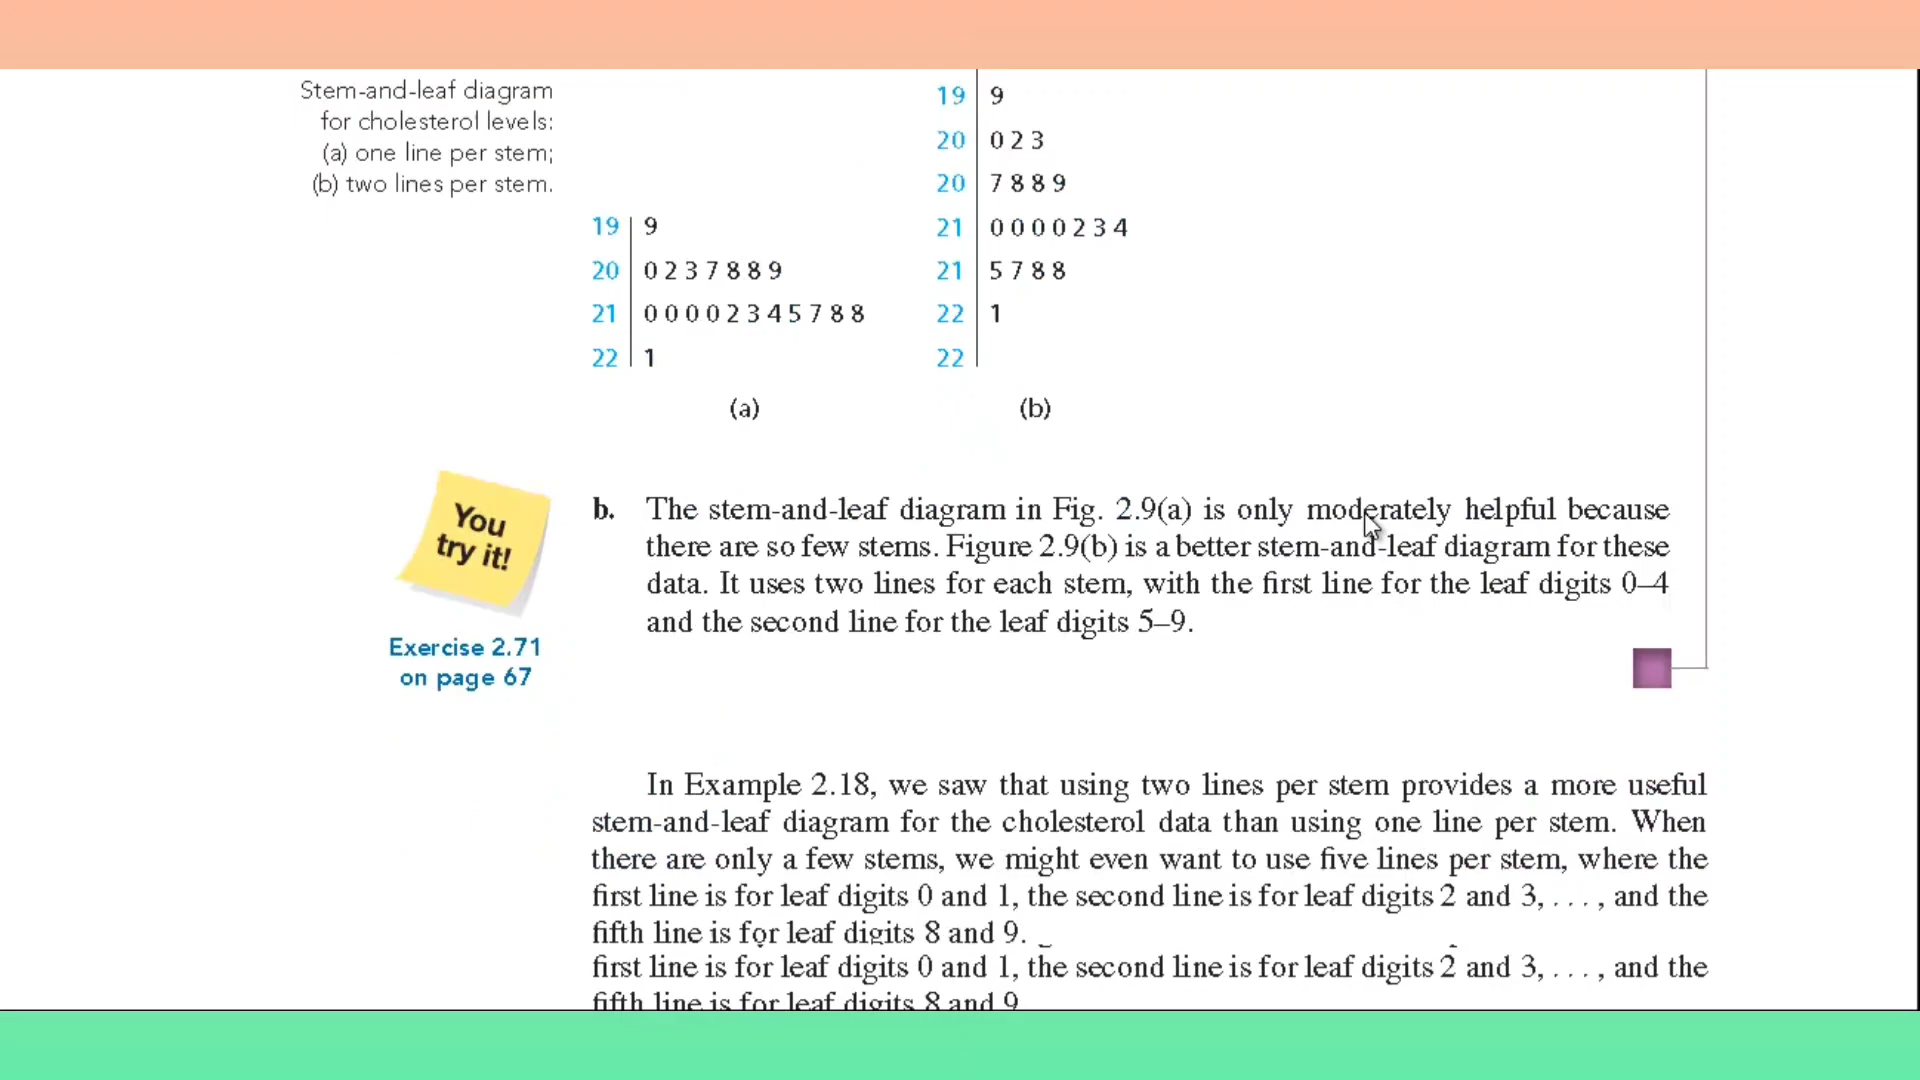 Stem-and-leaf diagram
for cholesterol levels:
(a) one line per stem;
(b) two lines per stem.
19 | 9
20 | 0 2 3 7 8 8 9
21 | 0 0 0 0 2 3 4 5 7 8 8
22 | 1
(a)
19 | 9
20 | 0 2 3
20 | 7 8 8 9
21 | 0 0 0 0 2 3 4
21 | 5 7 8 8
22 | 1
22 |
(b)
You
try it!
Exercise 2.71
on page 67
b. The stem-and-leaf diagram in Fig. 2.9(a) is only moderately helpful because
there are so few stems. Figure 2.9(b) is a better stem-and-leaf diagram for these
data. It uses two lines for each stem, with the first line for the leaf digits 0–4
and the second line for the leaf digits 5–9.
In Example 2.18, we saw that using two lines per stem provides a more useful
stem-and-leaf diagram for the cholesterol data than using one line per stem. When
there are only a few stems, we might even want to use five lines per stem, where the
first line is for leaf digits 0 and 1, the second line is for leaf digits 2 and 3, . . . , and the
fifth line is for leaf digits 8 and 9.
first line is for leaf digits 0 and 1, the second line is for leaf digits 2 and 3, . . . , and the
fifth line is for leaf digits 8 and 9